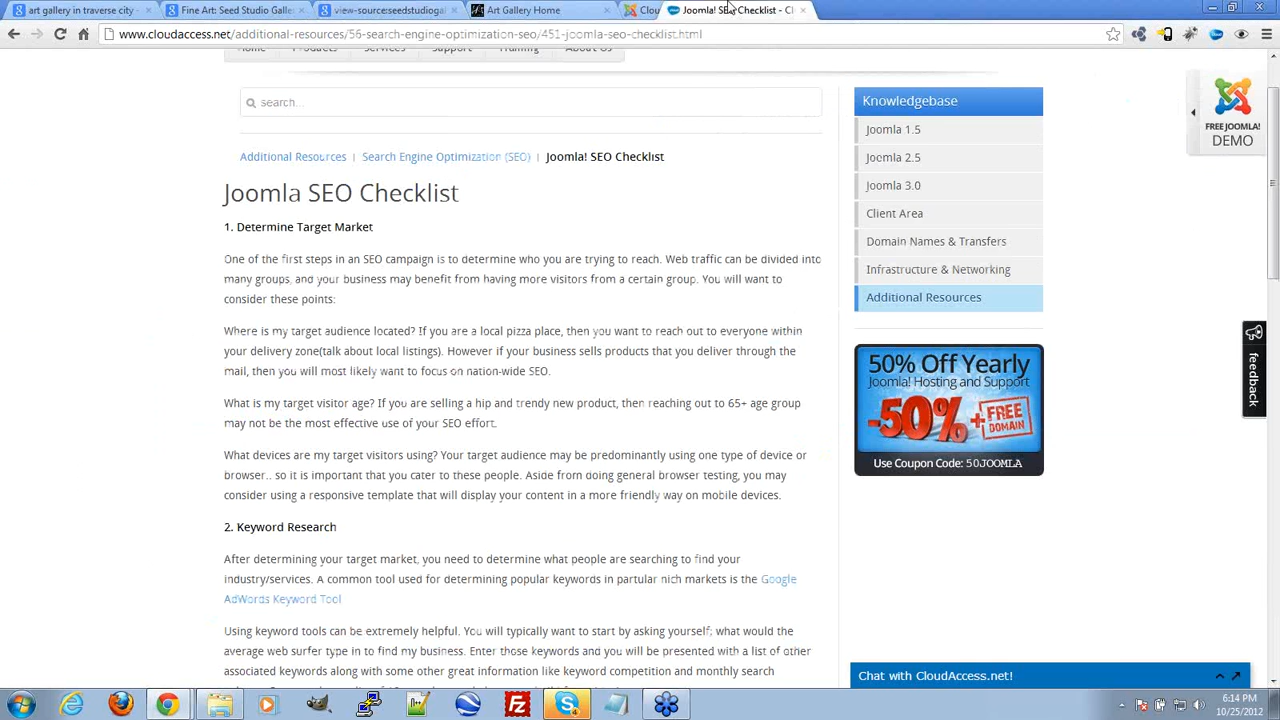 art gallery in traverse city -
Fine Art: Seed Studio Galle
view-source:seedstudiogal
Art Gallery Home
Clou
Joomla! SEO Checklist - Cl
www.cloudaccess.net/additional-resources/56-search-engine-optimization-seo/451-joomla-seo-checklist.html
Home Products Services Support Training About Us
search...
Additional Resources | Search Engine Optimization (SEO) | Joomla! SEO Checklist
Joomla SEO Checklist
1. Determine Target Market
One of the first steps in an SEO campaign is to determine who you are trying to reach. Web traffic can be divided into
many groups, and your business may benefit from having more visitors from a certain group. You will want to
consider these points:
Where is my target audience located? If you are a local pizza place, then you want to reach out to everyone within
your delivery zone(talk about local listings). However if your business sells products that you deliver through the
mail, then you will most likely want to focus on nation-wide SEO.
What is my target visitor age? If you are selling a hip and trendy new product, then reaching out to 65+ age group
may not be the most effective use of your SEO effort.
What devices are my target visitors using? Your target audience may be predominantly using one type of device or
browser.. so it is important that you cater to these people. Aside from doing general browser testing, you may
consider using a responsive template that will display your content in a more friendly way on mobile devices.
2. Keyword Research
After determining your target market, you need to determine what people are searching to find your
industry/services. A common tool used for determining popular keywords in partular nich markets is the Google
AdWords Keyword Tool
Using keyword tools can be extremely helpful. You will typically want to start by asking yourself; what would the
average web surfer type in to find my business. Enter those keywords and you will be presented with a list of other
associated keywords along with some other great information like keyword competition and monthly search
Knowledgebase
Joomla 1.5
Joomla 2.5
Joomla 3.0
Client Area
Domain Names & Transfers
Infrastructure & Networking
Additional Resources
50% Off Yearly
Joomla! Hosting and Support
-50% + FREE
DOMAIN
Use Coupon Code: 50JOOMLA
FREE JOOMLA!
DEMO
feedback
Chat with CloudAccess.net!
6:14 PM
10/25/2012